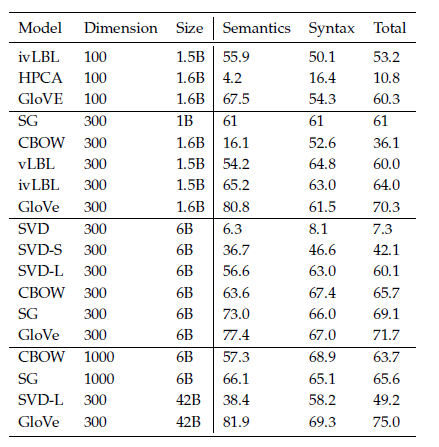 Model Dimension Size Semantics Syntax Total
ivLBL 100 1.5B 55.9 50.1 53.2
HPCA 100 1.6B 4.2 16.4 10.8
GloVE 100 1.6B 67.5 54.3 60.3
SG 300 1B 61 61 61
CBOW 300 1.6B 16.1 52.6 36.1
vLBL 300 1.5B 54.2 64.8 60.0
ivLBL 300 1.5B 65.2 63.0 64.0
GloVe 300 1.6B 80.8 61.5 70.3
SVD 300 6B 6.3 8.1 7.3
SVD-S 300 6B 36.7 46.6 42.1
SVD-L 300 6B 56.6 63.0 60.1
CBOW 300 6B 63.6 67.4 65.7
SG 300 6B 73.0 66.0 69.1
GloVe 300 6B 77.4 67.0 71.7
CBOW 1000 6B 57.3 68.9 63.7
SG 1000 6B 66.1 65.1 65.6
SVD-L 300 42B 38.4 58.2 49.2
GloVe 300 42B 81.9 69.3 75.0